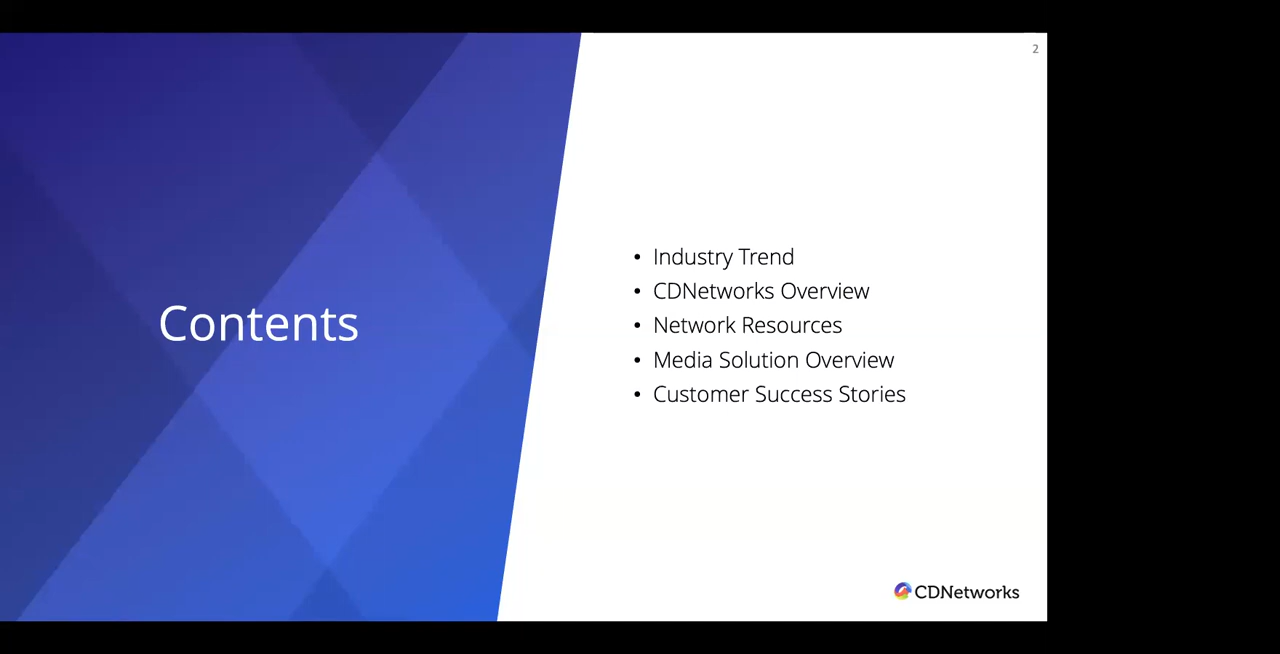 2
Contents
• Industry Trend
• CDNetworks Overview
• Network Resources
• Media Solution Overview
• Customer Success Stories
CDNetworks